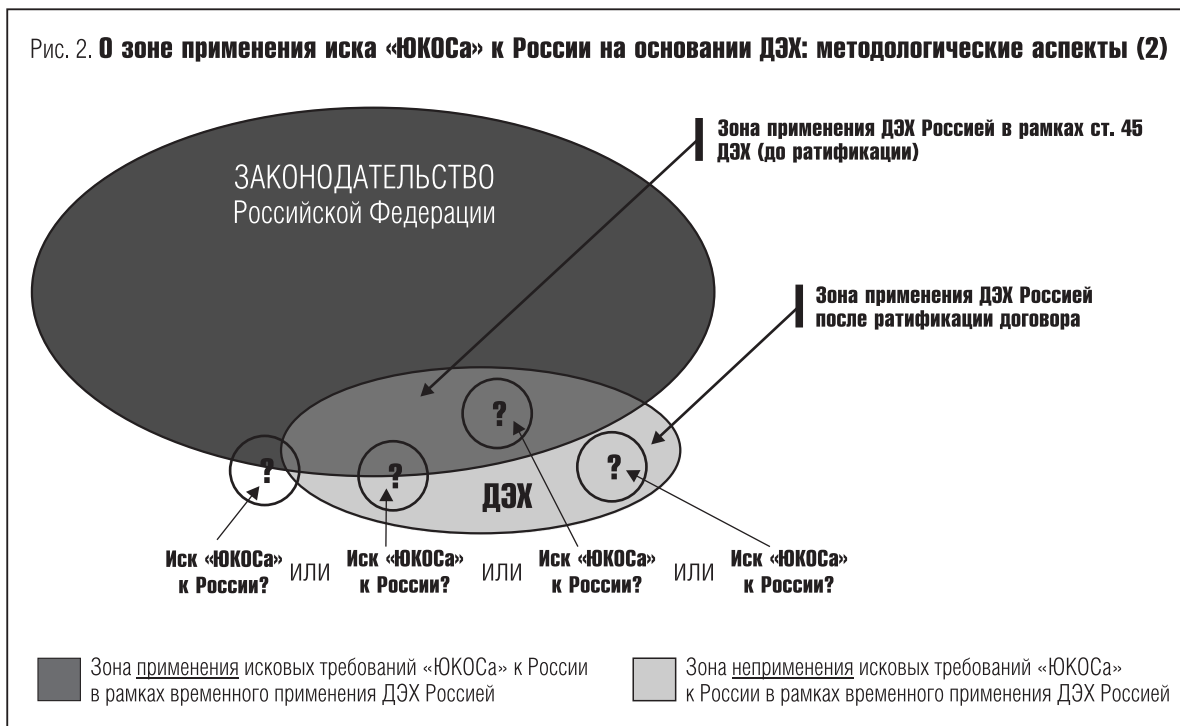 Рис. 2. О зоне применения иска «ЮКОСа» к России на основании ДЭХ: методологические аспекты (2)
Зона применения ДЭХ Россией в рамках ст. 45
ДЭХ (до ратификации)
ЗАКОНОДАТЕЛЬСТВО
Российской Федерации
Зона применения ДЭХ Россией
после ратификации договора
?
?
?
?
ДЭХ
Иск «ЮКОСа»
к России?
ИЛИ
Иск «ЮКОСа»
к России?
ИЛИ
Иск «ЮКОСа»
к России?
ИЛИ
Иск «ЮКОСа»
к России?
Зона применения исковых требований «ЮКОСа» к России
в рамках временного применения ДЭХ Россией
Зона неприменения исковых требований «ЮКОСа»
к России в рамках временного применения ДЭХ Россией